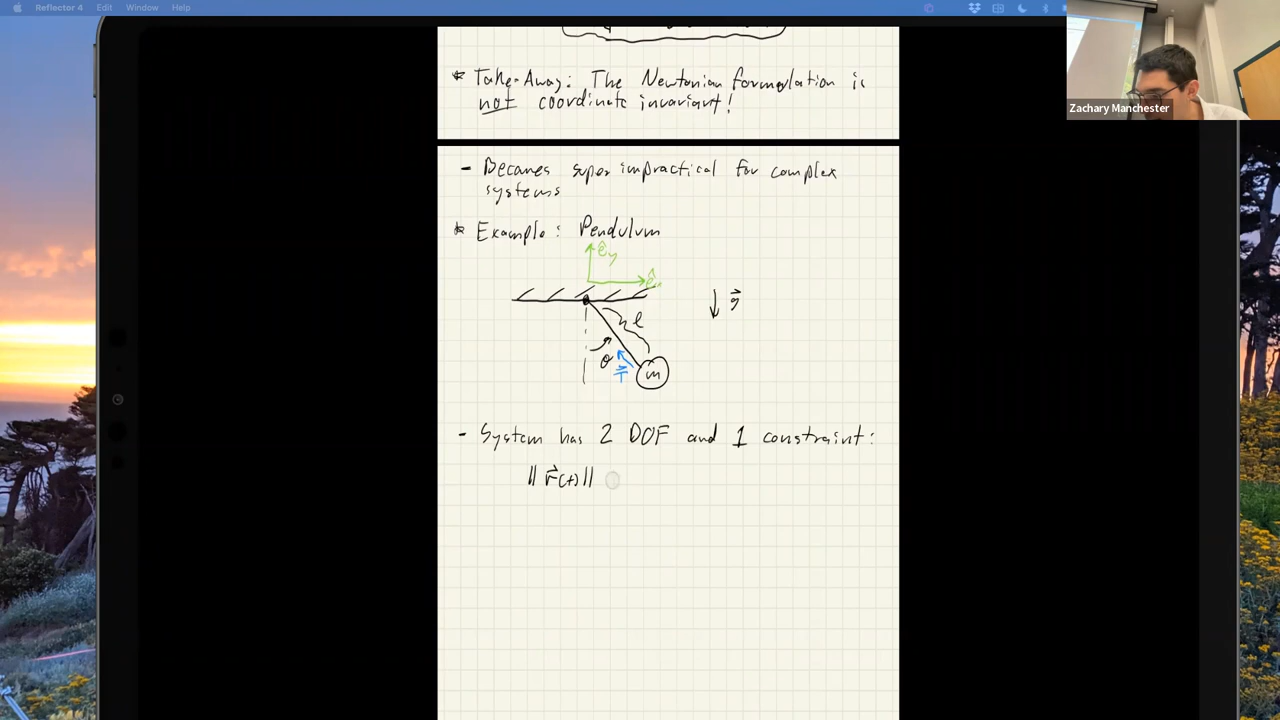 Reflector 4 Edit Window Help
Zachary Manchester
* Take-Away: The Newtonian formulation is
not coordinate invariant!
- Becomes super impractical for complex
systems
* Example: Pendulum
ê_y
ê_x
l
g⃗
θ
T⃗
m
- System has 2 DOF and 1 constraint:
‖ r⃗(t) ‖